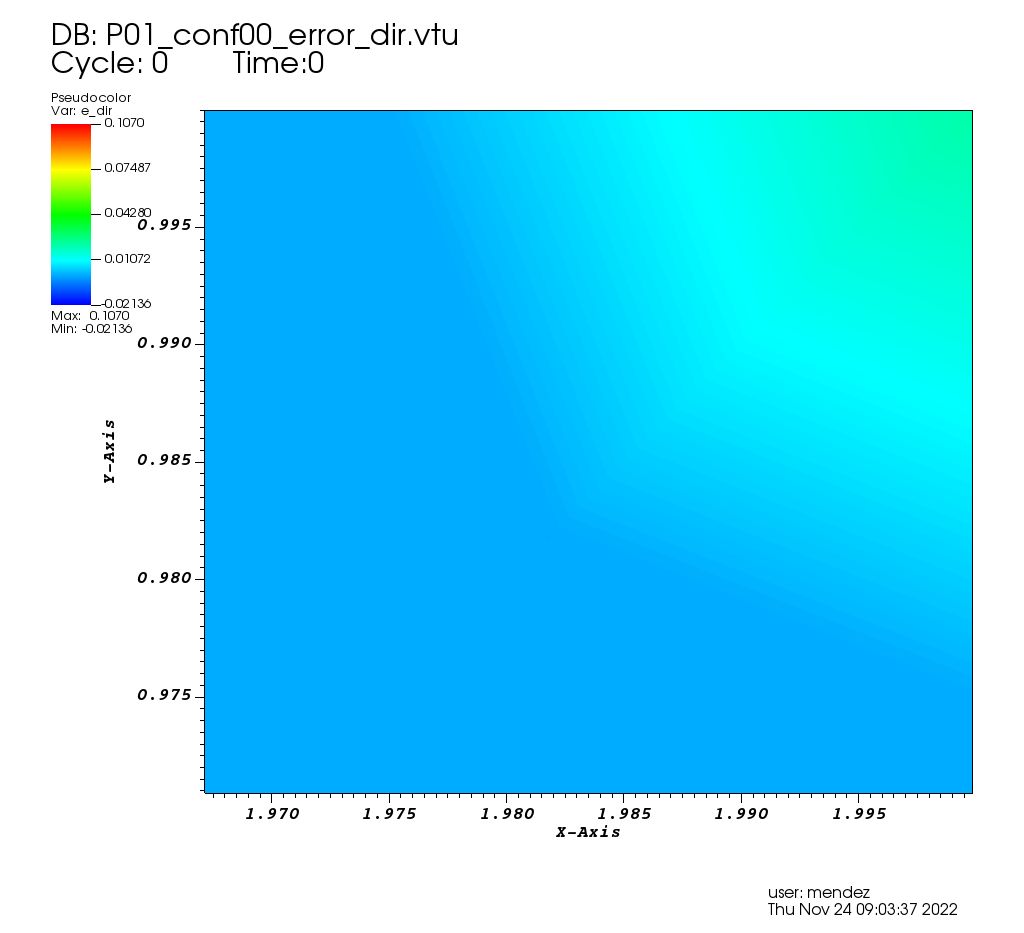 DB: P01_conf00_error_dir.vtu
Cycle: 0 Time:0
Pseudocolor
Var: e_dir
0.1070
0.07487
0.04280
0.01072
-0.02136
Max: 0.1070
Min: -0.02136
0.995
0.990
0.985
0.980
0.975
Y-Axis
1.970 1.975 1.980 1.985 1.990 1.995
X-Axis
user: mendez
Thu Nov 24 09:03:37 2022